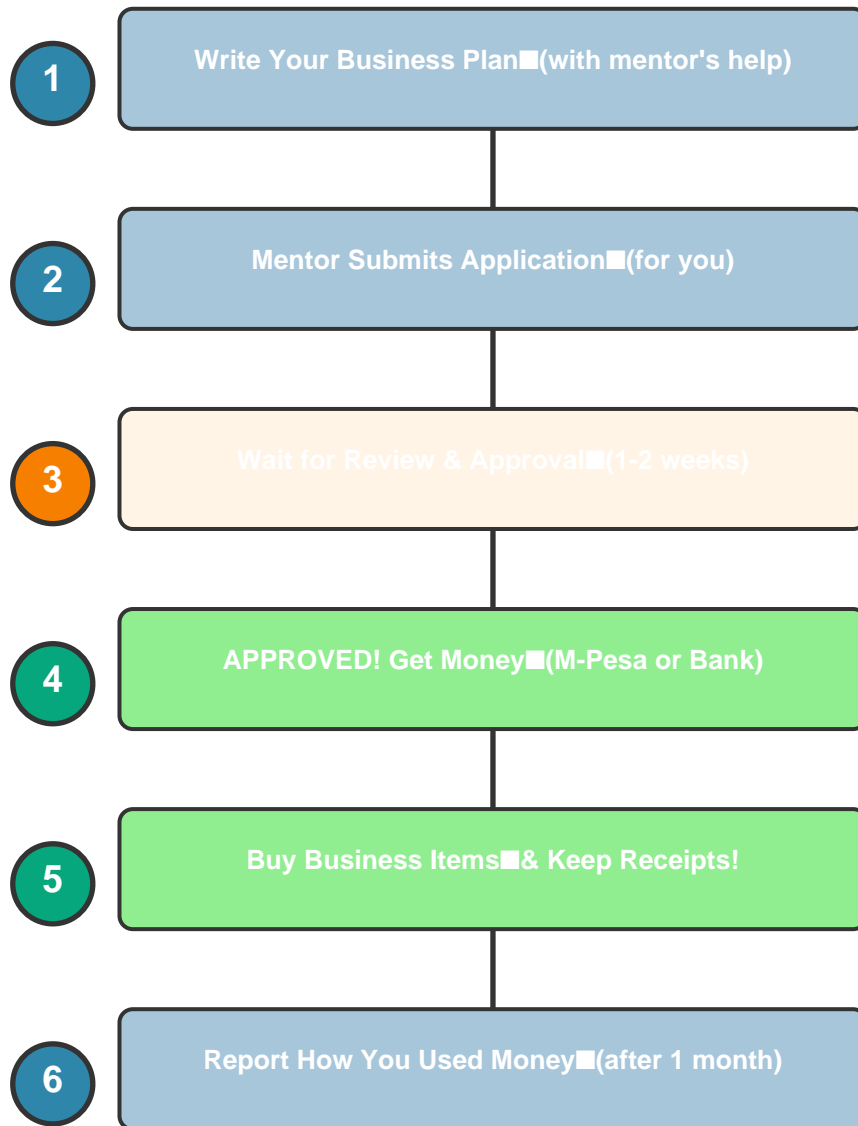 1
Write Your Business Plan■(with mentor's help)
2
Mentor Submits Application■(for you)
3
Wait for Review & Approval■(1-2 weeks)
4
APPROVED! Get Money■(M-Pesa or Bank)
5
Buy Business Items■& Keep Receipts!
6
Report How You Used Money■(after 1 month)